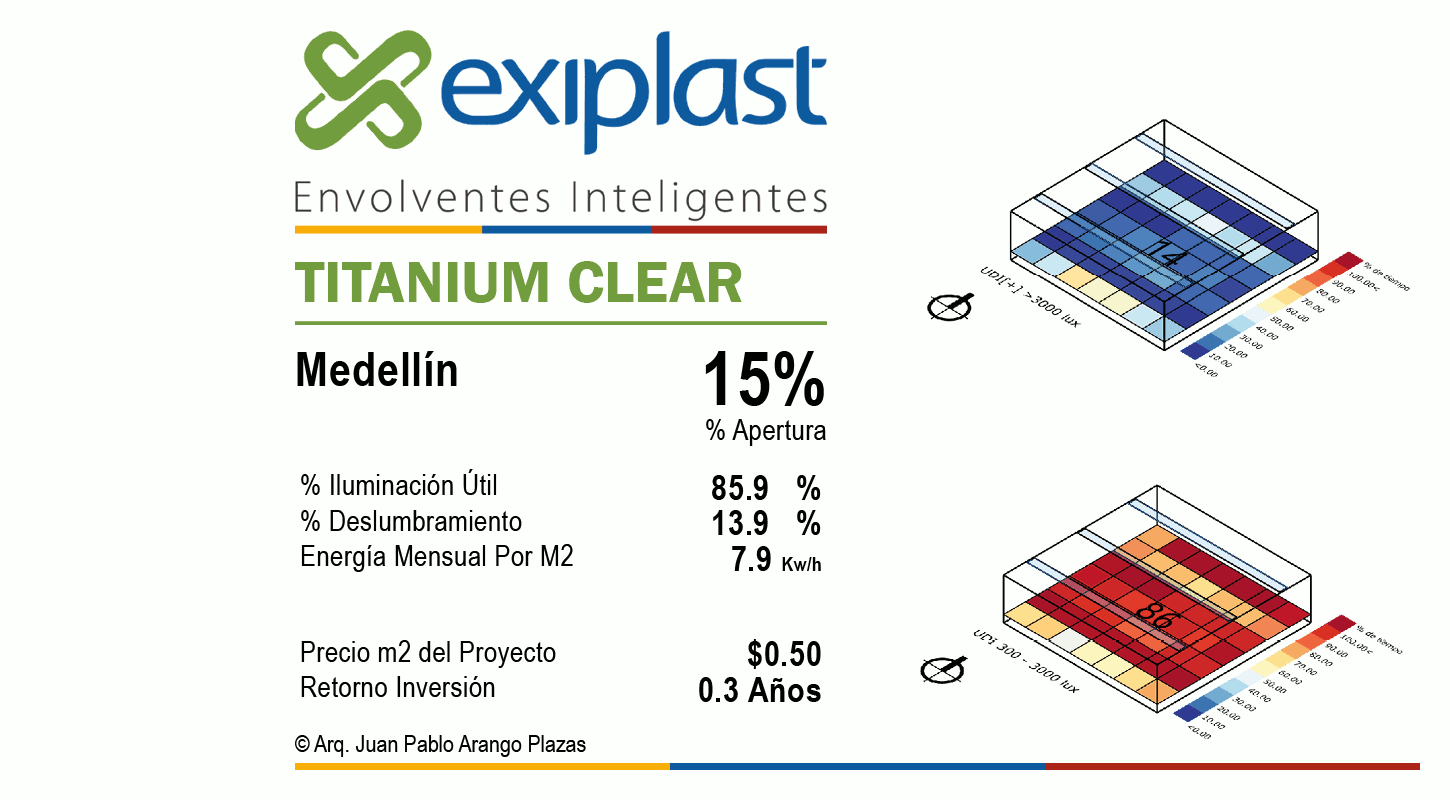 exiplast
Envolventes Inteligentes
TITANIUM CLEAR
Medellín
15%
% Apertura
% Iluminación Útil 85.9 %
% Deslumbramiento 13.9 %
Energía Mensual Por M2 7.9 Kw/h
Precio m2 del Proyecto $0.50
Retorno Inversión 0.3 Años
© Arq. Juan Pablo Arango Plazas
14
UDI[+] >3000 lux
% de tiempo
100.00<
90.00
80.00
70.00
60.00
50.00
40.00
30.00
20.00
10.00
<0.00
86
UDI 300 - 3000 lux
% de tiempo
100.00<
90.00
80.00
70.00
60.00
50.00
40.00
30.00
20.00
10.00
<0.00